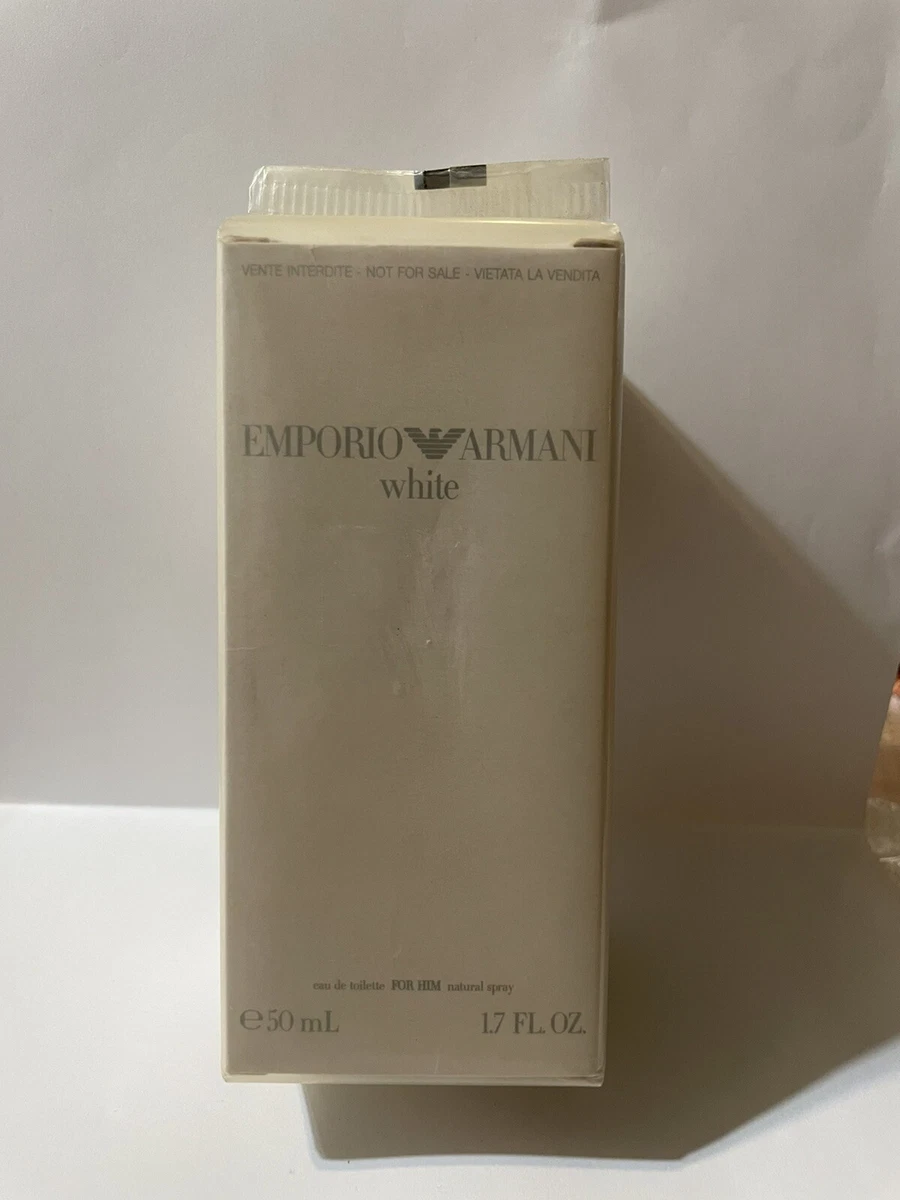 VENTE INTERDITE - NOT FOR SALE - VIETATA LA VENDITA
EMPORIO ARMANI
white
eau de toilette FOR HIM natural spray
℮50 mL 1.7 FL. OZ.